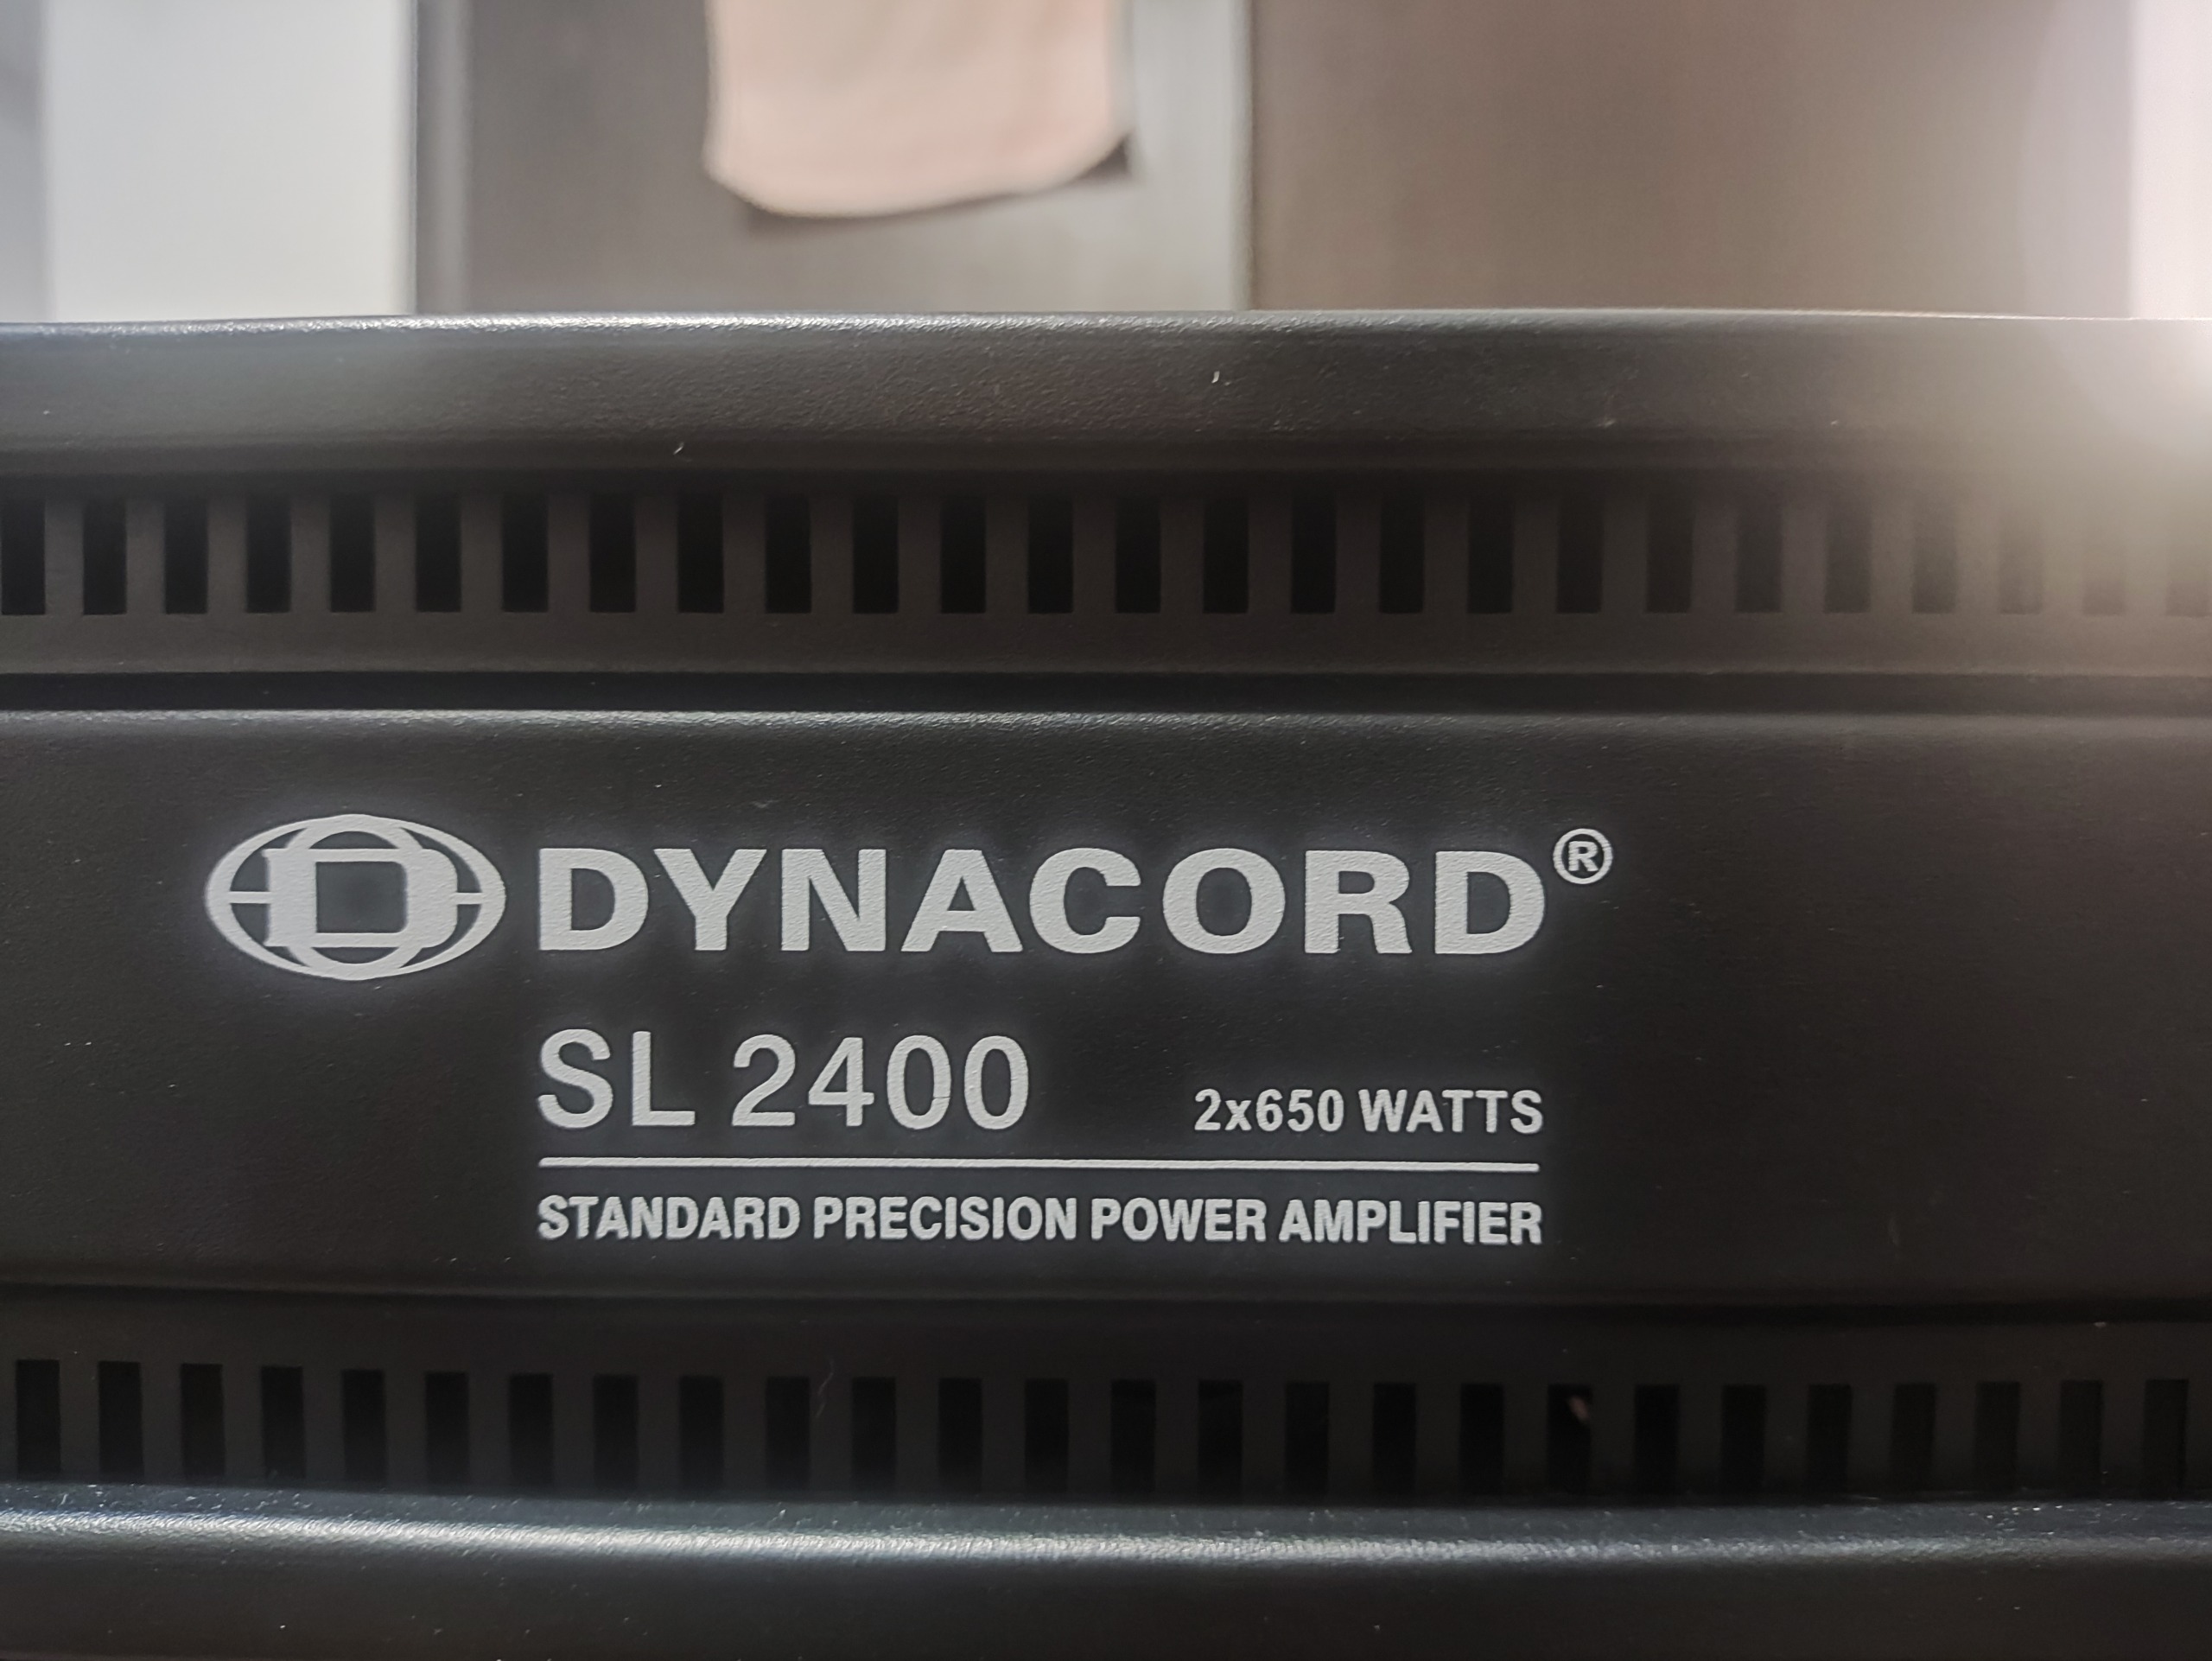 DYNACORD®
SL 2400 2x650 WATTS
STANDARD PRECISION POWER AMPLIFIER